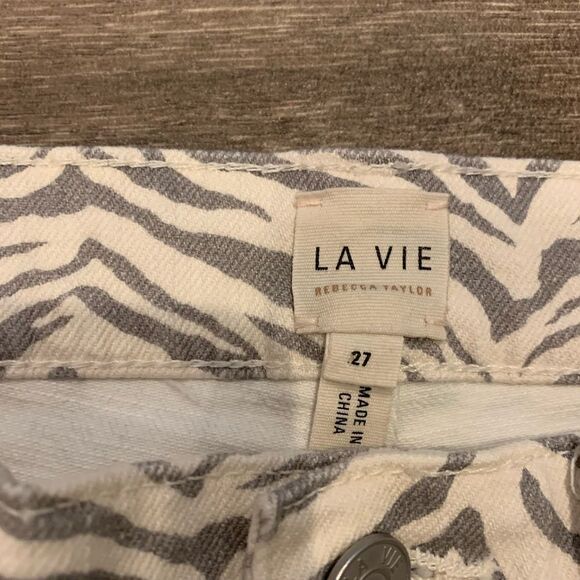 LA VIE
REBECCA TAYLOR
27
MADE IN
CHINA